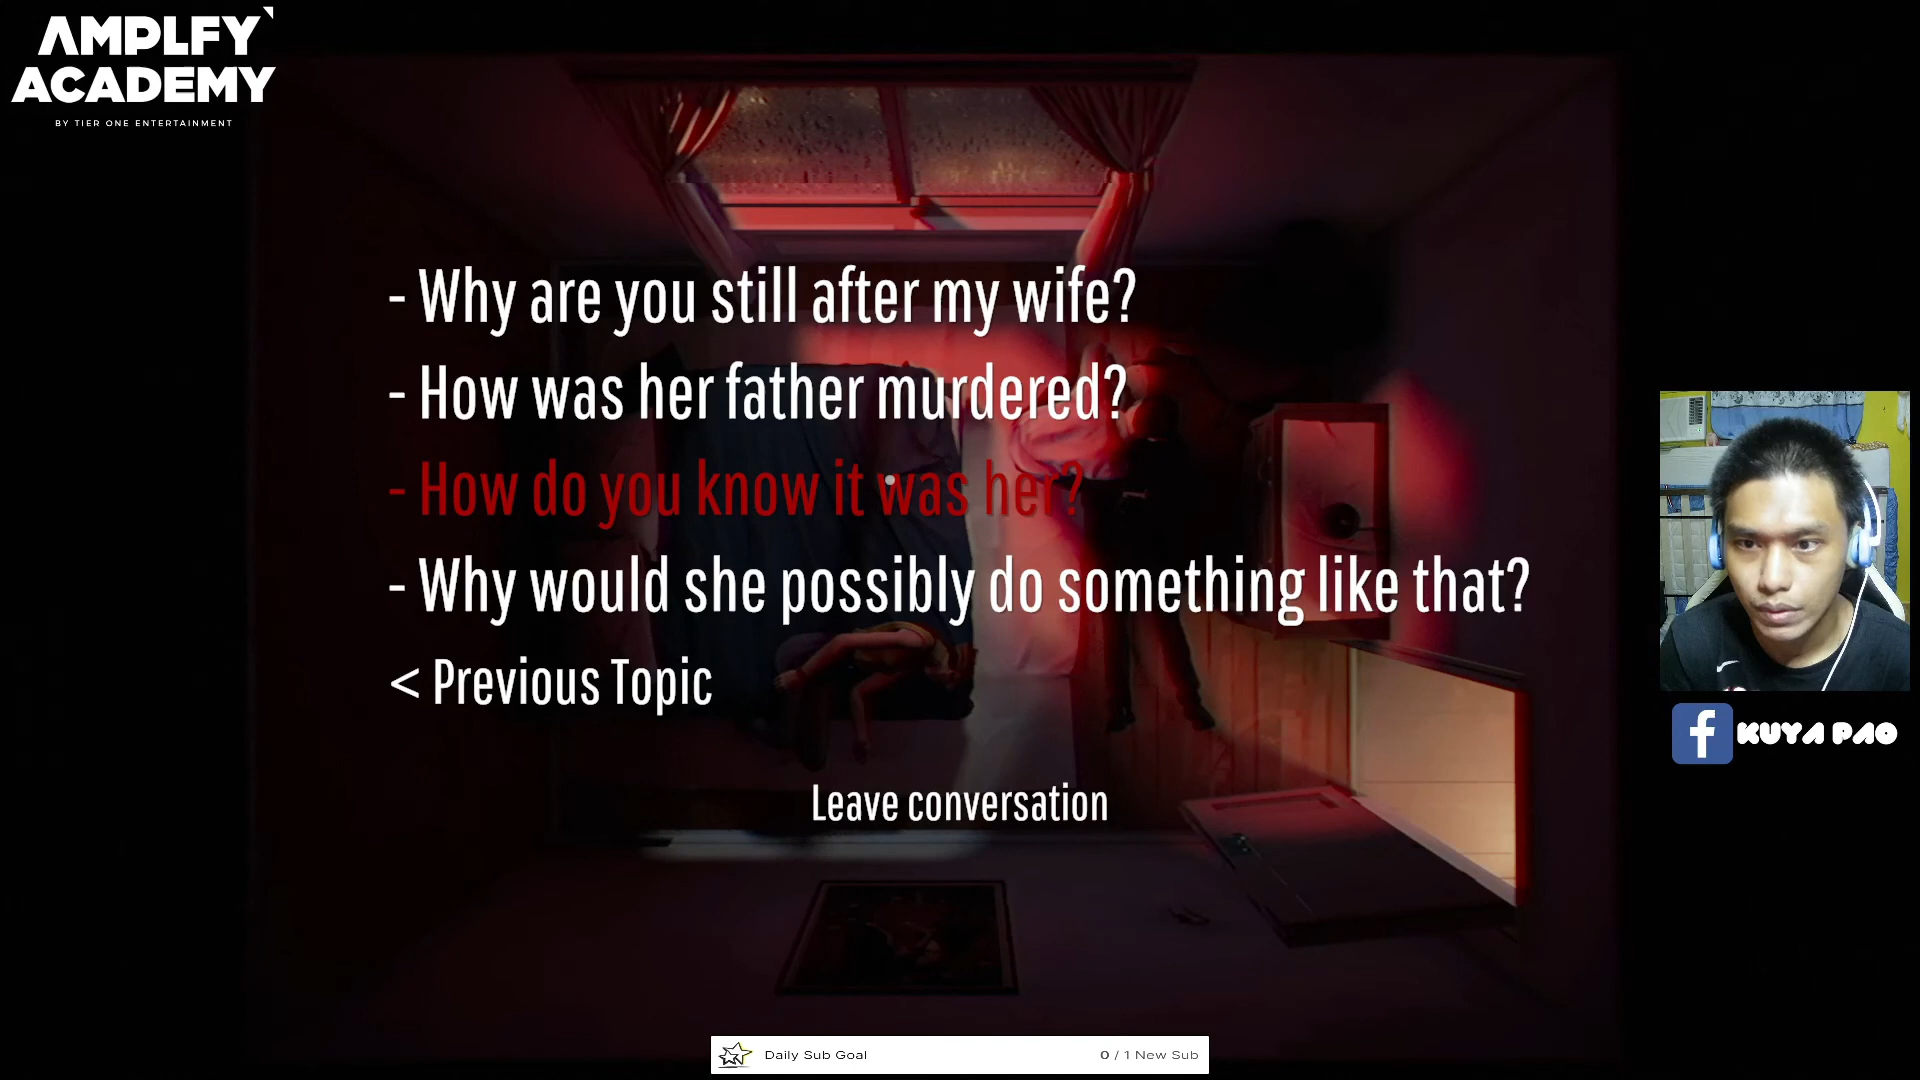 AMPLFY
ACADEMY
BY TIER ONE ENTERTAINMENT
- Why are you still after my wife?
- How was her father murdered?
- How do you know it was her?
- Why would she possibly do something like that?
< Previous Topic
Leave conversation
KUYA PAO
Daily Sub Goal 0 / 1 New Sub